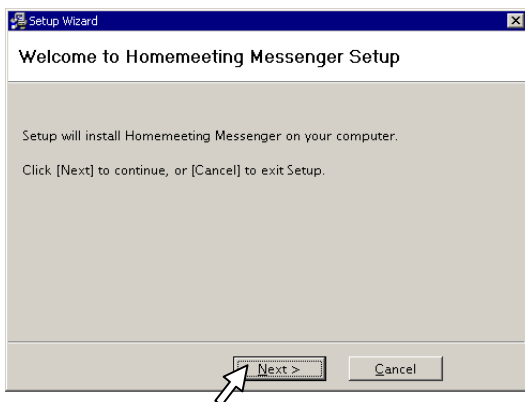 Setup Wizard
Welcome to Homemeeting Messenger Setup
Setup will install Homemeeting Messenger on your computer.
Click [Next] to continue, or [Cancel] to exit Setup.
Next > Cancel